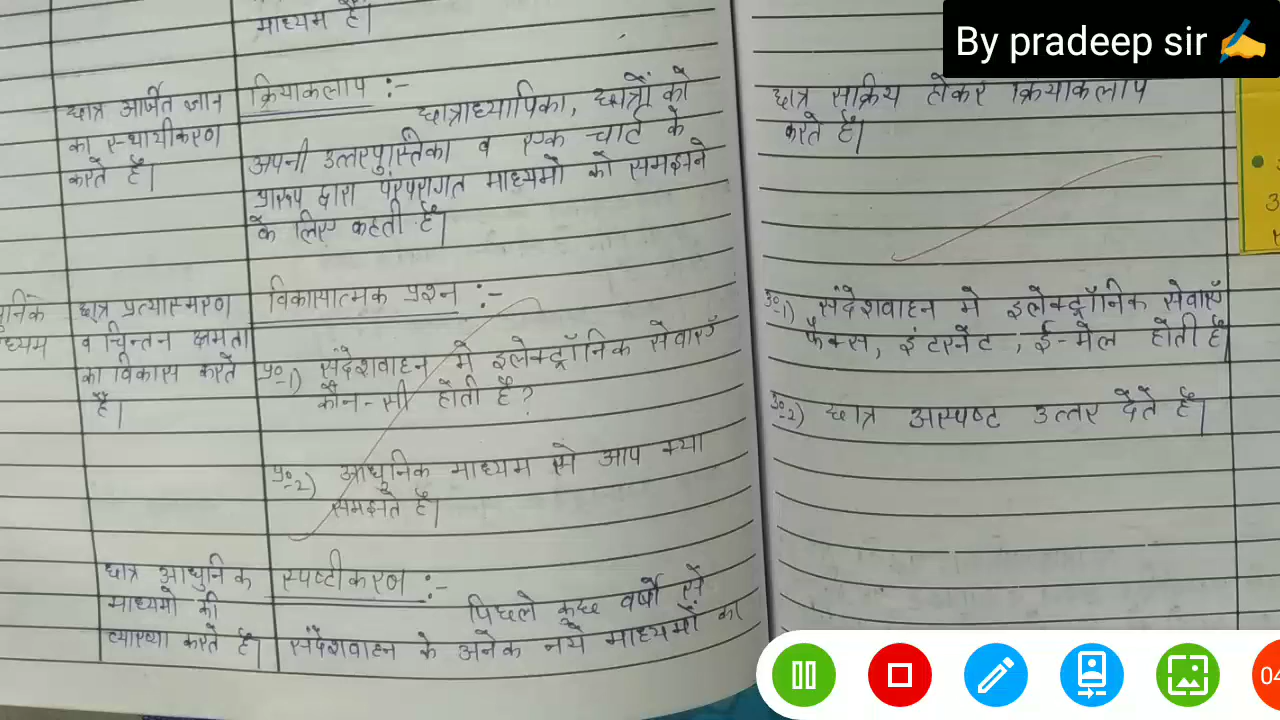 By pradeep sir ✍
माध्यम है।
छात्र अर्जित ज्ञान
का स्थायीकरण
करते हैं।
क्रियाकलाप :-
छात्राध्यापिका, छात्रों को
अपनी उत्तरपुस्तिका व एक चार्ट के
प्रारूप द्वारा परंपरागत माध्यमों को समझने
के लिए कहती हैं।
छात्र सक्रिय होकर क्रियाकलाप
करते हैं।
छात्र प्रत्यास्मरण
व चिन्तन क्षमता
का विकास करते
हैं।
विकासात्मक प्रश्न :-
प्र०-1) संदेशवाहन में इलेक्ट्रॉनिक सेवाएँ
कौन-सी होती है?
प्र०-2) आधुनिक माध्यम से आप क्या
समझते हैं।
उ०-1) संदेशवाहन में इलेक्ट्रॉनिक सेवाएँ
फैक्स, इंटरनेट, ई-मेल होती हैं
उ०-2) छात्र अस्पष्ट उत्तर देते हैं।
छात्र आधुनिक
माध्यमों की
व्याख्या करते हैं।
स्पष्टीकरण :-
पिछले कुछ वर्षों से
संदेशवाहन के अनेक नये माध्यमों का
04